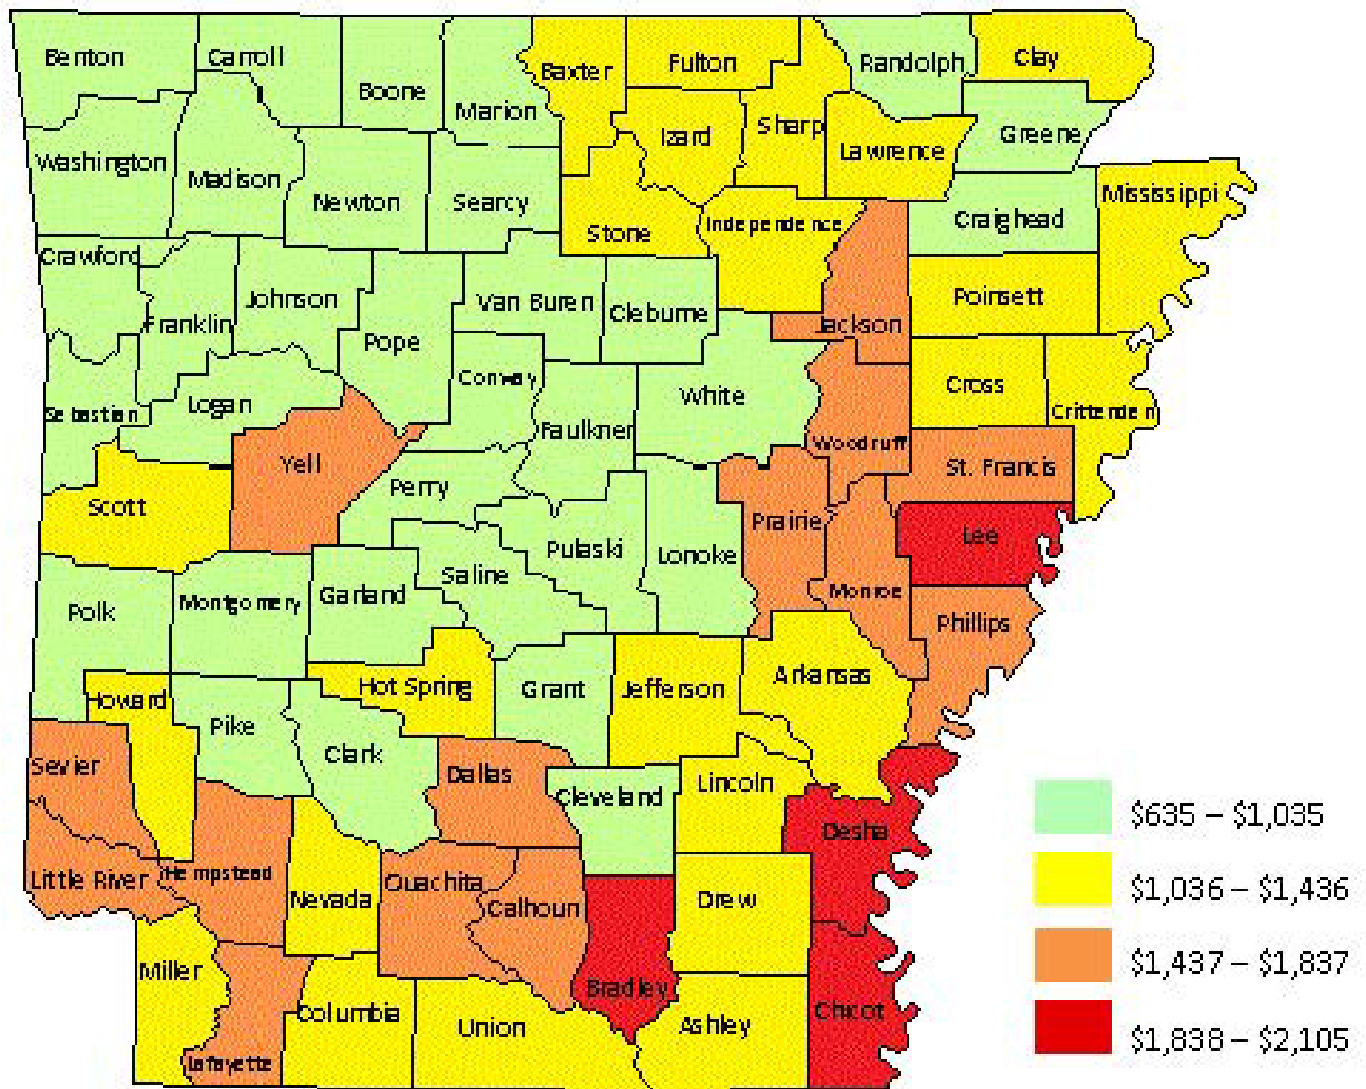 Benton
Carroll
Boone
Marion
Baxter
Fulton
Randolph
Clay
Izard
Sharp
Lawrence
Greene
Washington
Madison
Newton
Searcy
Stone
Independence
Craighead
Mississippi
Crawford
Franklin
Johnson
Pope
Van Buren
Cleburne
Jackson
Poinsett
Sebastian
Logan
Conway
Faulkner
White
Woodruff
Cross
Crittenden
Scott
Yell
Perry
Pulaski
Lonoke
Prairie
Monroe
St. Francis
Lee
Polk
Montgomery
Garland
Saline
Phillips
Howard
Pike
Hot Spring
Grant
Jefferson
Arkansas
Sevier
Clark
Dallas
Cleveland
Lincoln
Desha
Little River
Hempstead
Nevada
Ouachita
Calhoun
Bradley
Drew
Miller
Lafayette
Columbia
Union
Ashley
Chicot
$635 – $1,035
$1,036 – $1,436
$1,437 – $1,837
$1,838 – $2,105